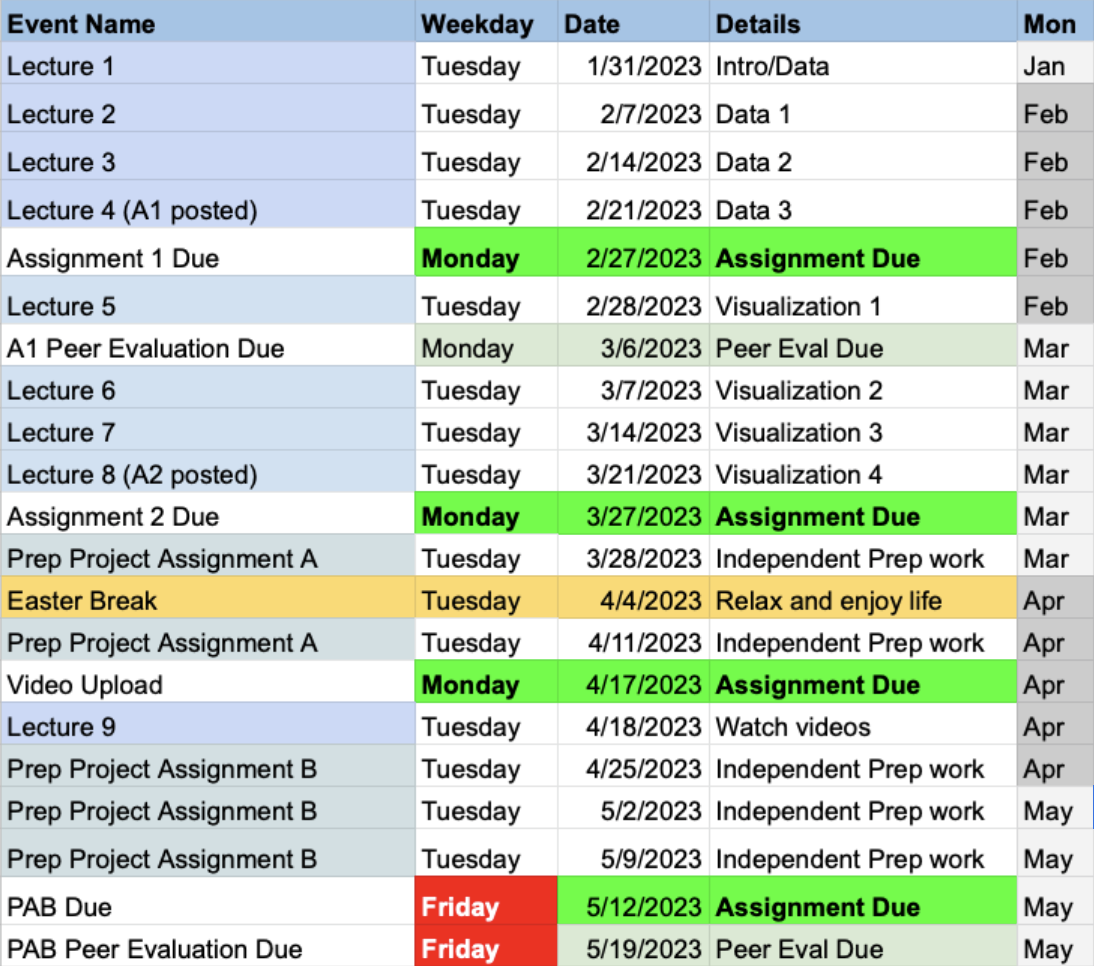 Event Name Weekday Date Details Mon
Lecture 1 Tuesday 1/31/2023 Intro/Data Jan
Lecture 2 Tuesday 2/7/2023 Data 1 Feb
Lecture 3 Tuesday 2/14/2023 Data 2 Feb
Lecture 4 (A1 posted) Tuesday 2/21/2023 Data 3 Feb
Assignment 1 Due Monday 2/27/2023 Assignment Due Feb
Lecture 5 Tuesday 2/28/2023 Visualization 1 Feb
A1 Peer Evaluation Due Monday 3/6/2023 Peer Eval Due Mar
Lecture 6 Tuesday 3/7/2023 Visualization 2 Mar
Lecture 7 Tuesday 3/14/2023 Visualization 3 Mar
Lecture 8 (A2 posted) Tuesday 3/21/2023 Visualization 4 Mar
Assignment 2 Due Monday 3/27/2023 Assignment Due Mar
Prep Project Assignment A Tuesday 3/28/2023 Independent Prep work Mar
Easter Break Tuesday 4/4/2023 Relax and enjoy life Apr
Prep Project Assignment A Tuesday 4/11/2023 Independent Prep work Apr
Video Upload Monday 4/17/2023 Assignment Due Apr
Lecture 9 Tuesday 4/18/2023 Watch videos Apr
Prep Project Assignment B Tuesday 4/25/2023 Independent Prep work Apr
Prep Project Assignment B Tuesday 5/2/2023 Independent Prep work May
Prep Project Assignment B Tuesday 5/9/2023 Independent Prep work May
PAB Due Friday 5/12/2023 Assignment Due May
PAB Peer Evaluation Due Friday 5/19/2023 Peer Eval Due May